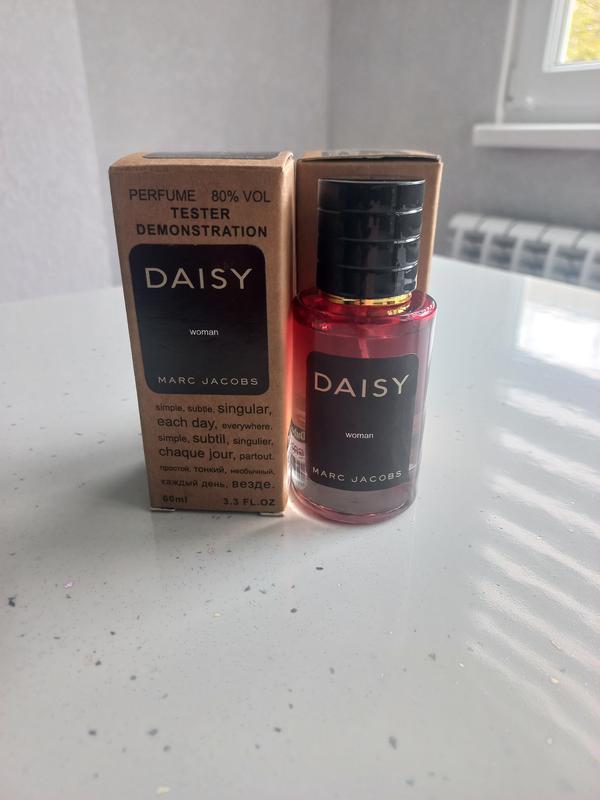 PERFUME 80% VOL
TESTER
DEMONSTRATION
DAISY
woman
MARC JACOBS
simple, subtle, singular,
each day, everywhere.
simple, subtil, singulier,
chaque jour, partout.
простой, тонкий, необычный.
каждый день, везде.
60ml 3.3 FL.OZ
DAISY
woman
MARC JACOBS